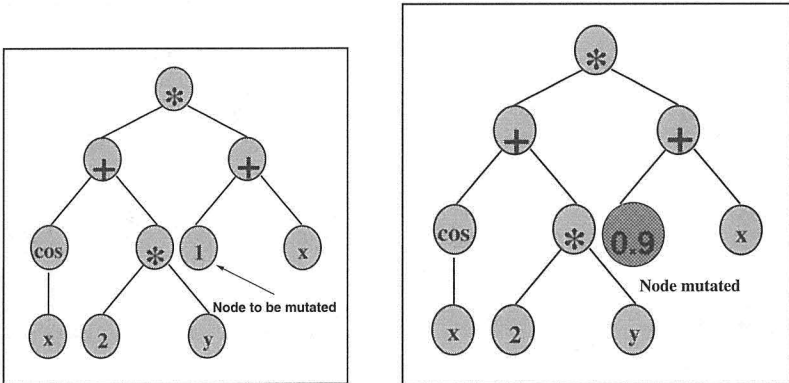 *
+ +
cos * 1 x
Node to be mutated
x 2 y
*
+ +
cos * 0.9 x
Node mutated
x 2 y